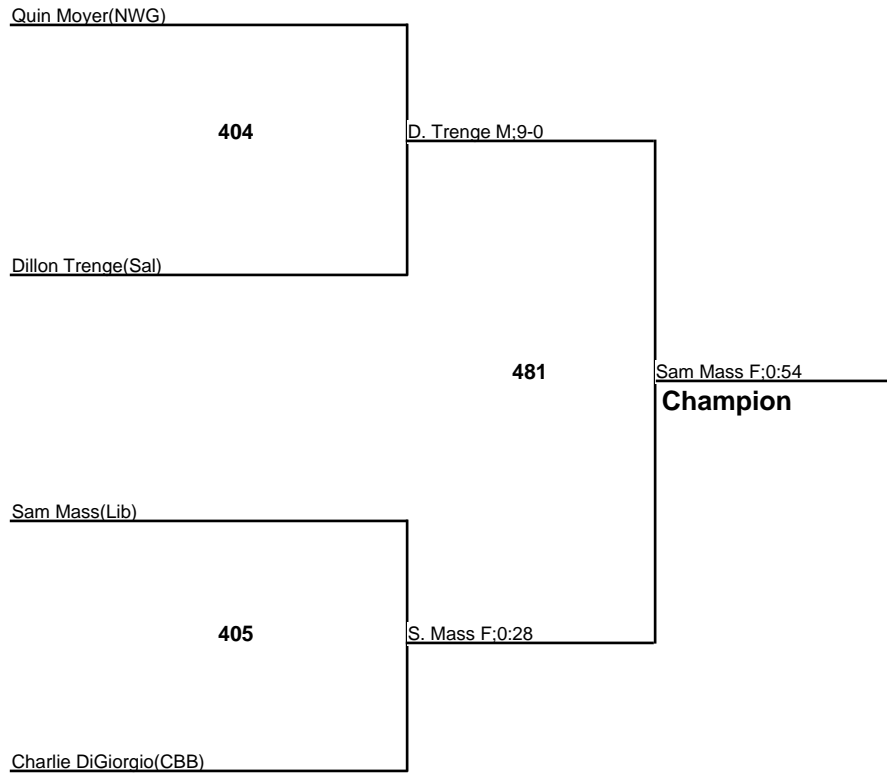 Quin Moyer(NWG)
404
D. Trenge M;9-0
Dillon Trenge(Sal)
481
Sam Mass F;0:54
Champion
Sam Mass(Lib)
405
S. Mass F;0:28
Charlie DiGiorgio(CBB)